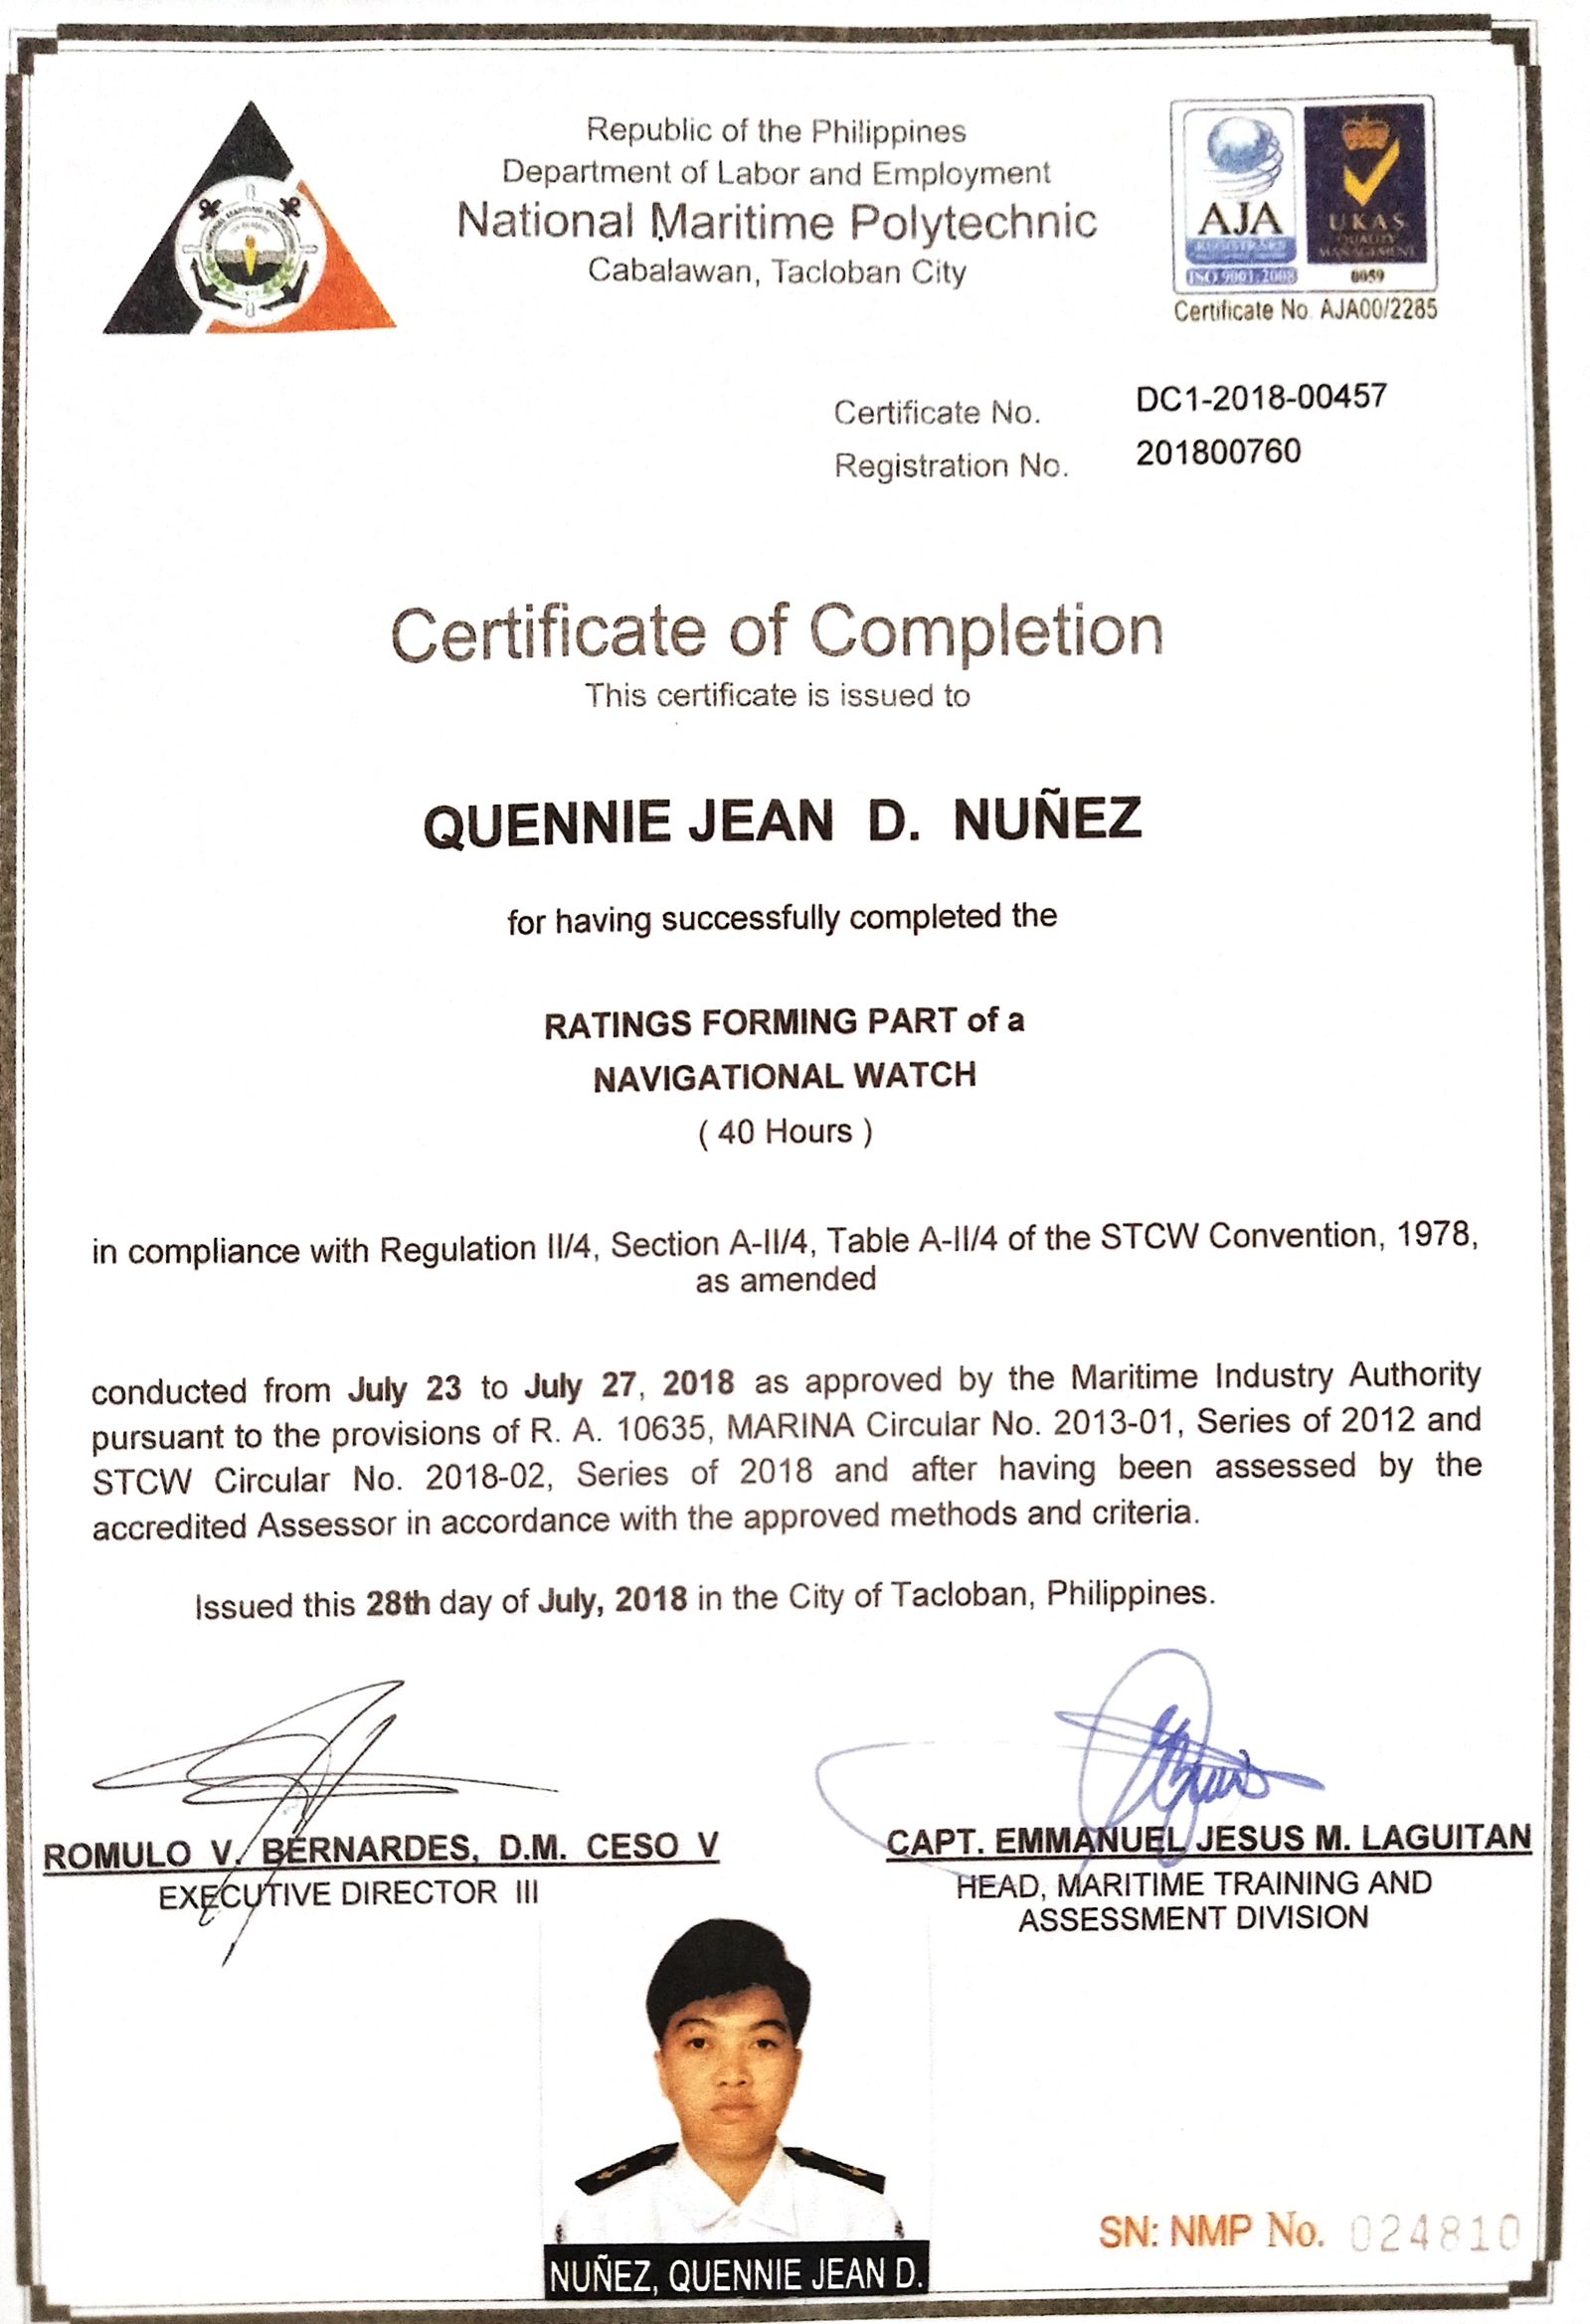 Republic of the Philippines
Department of Labor and Employment
National Maritime Polytechnic
Cabalawan, Tacloban City
AJA
REGISTRARS
ISO 9001:2008
UKAS
QUALITY
MANAGEMENT
0059
Certificate No. AJA00/2285
Certificate No. DC1-2018-00457
Registration No. 201800760
Certificate of Completion
This certificate is issued to
QUENNIE JEAN D. NUÑEZ
for having successfully completed the
RATINGS FORMING PART of a
NAVIGATIONAL WATCH
( 40 Hours )
in compliance with Regulation II/4, Section A-II/4, Table A-II/4 of the STCW Convention, 1978,
as amended
conducted from July 23 to July 27, 2018 as approved by the Maritime Industry Authority
pursuant to the provisions of R. A. 10635, MARINA Circular No. 2013-01, Series of 2012 and
STCW Circular No. 2018-02, Series of 2018 and after having been assessed by the
accredited Assessor in accordance with the approved methods and criteria.
Issued this 28th day of July, 2018 in the City of Tacloban, Philippines.
ROMULO V. BERNARDES, D.M. CESO V
EXECUTIVE DIRECTOR III
CAPT. EMMANUEL JESUS M. LAGUITAN
HEAD, MARITIME TRAINING AND
ASSESSMENT DIVISION
NUÑEZ, QUENNIE JEAN D.
SN: NMP No. 024810